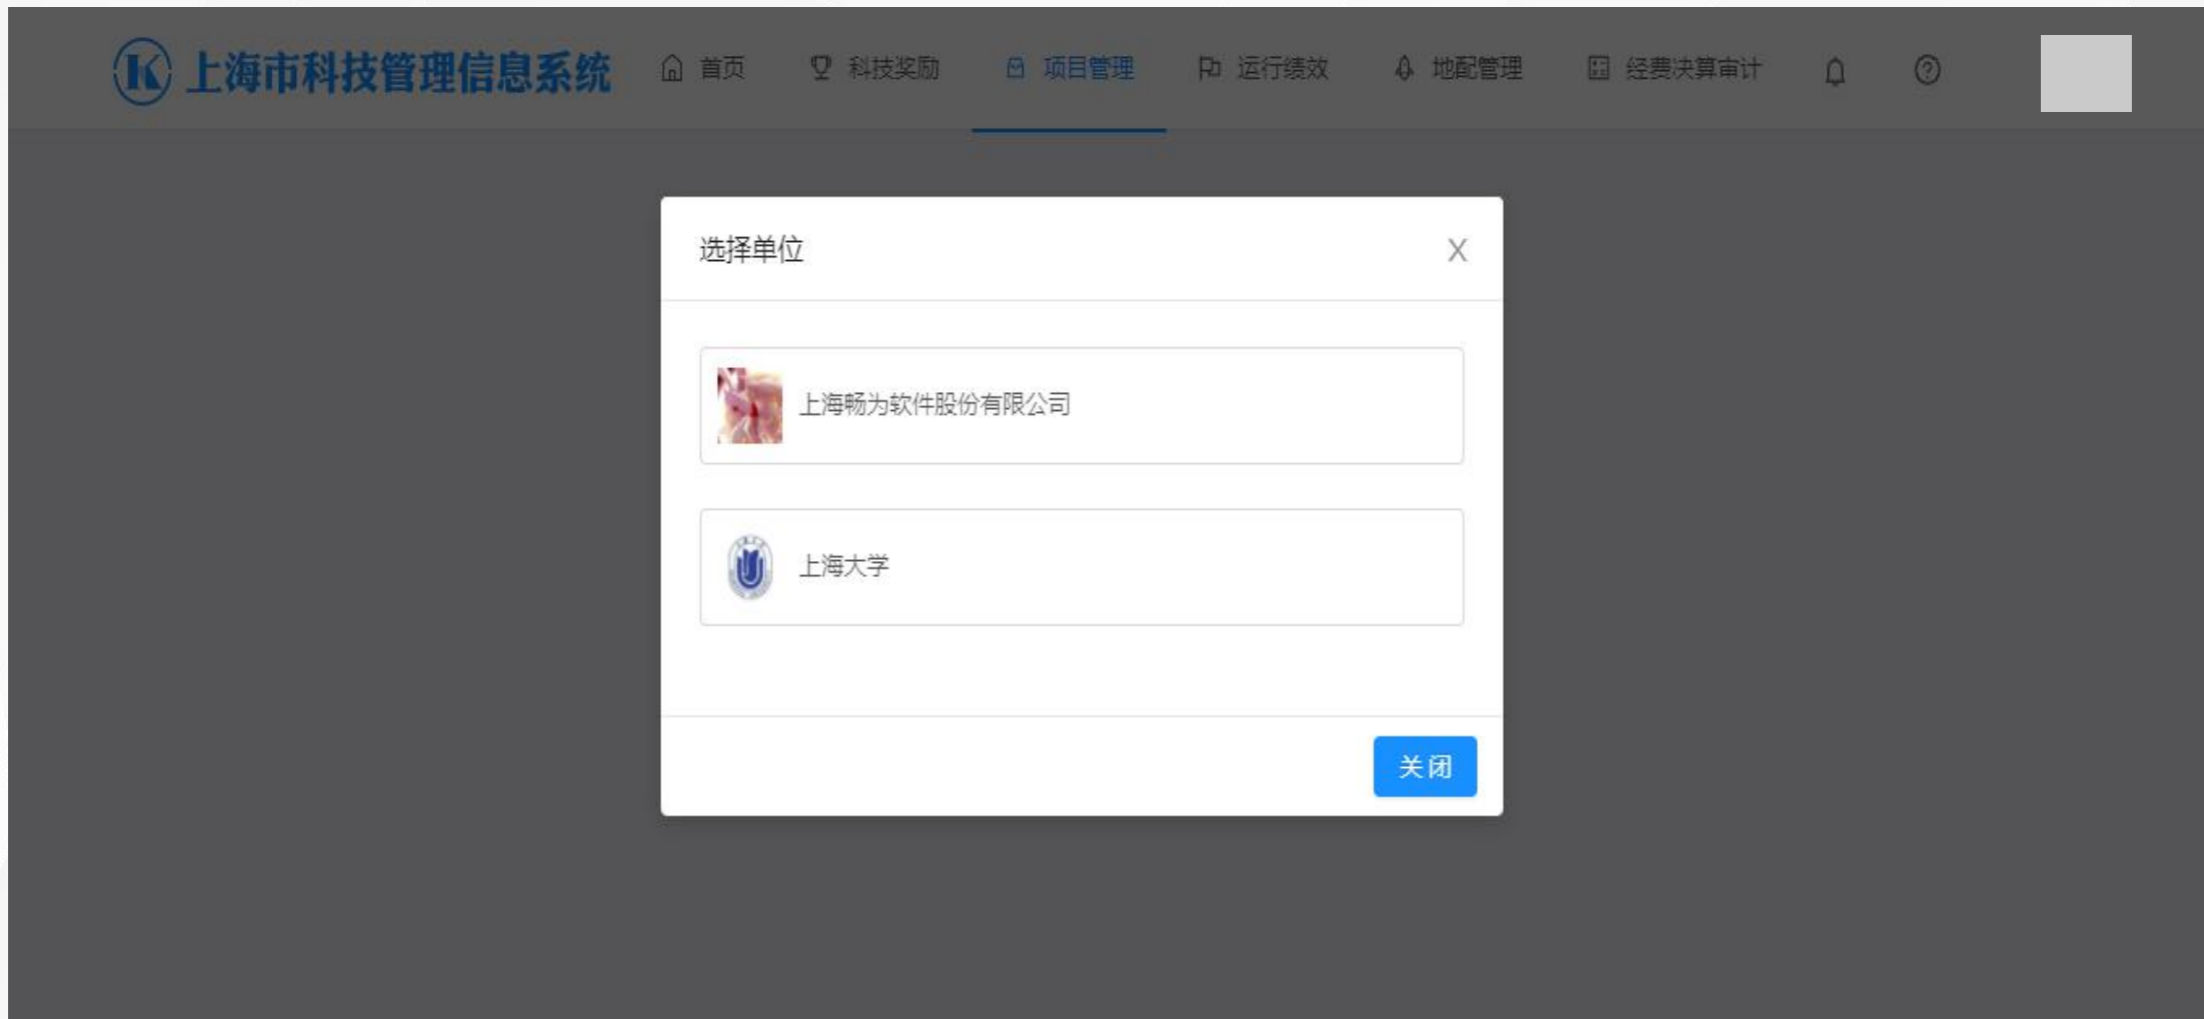 上海市科技管理信息系统 首页 科技奖励 项目管理 运行绩效 地配管理 经费决算审计
选择单位 X
上海畅为软件股份有限公司
上海大学
关闭